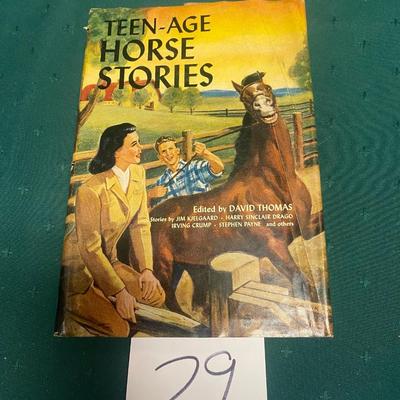 TEEN-AGE
HORSE
STORIES
Edited by DAVID THOMAS
Stories by JIM KJELGAARD • HARRY SINCLAIR DRAGO
IRVING CRUMP • STEPHEN PAYNE and others
79